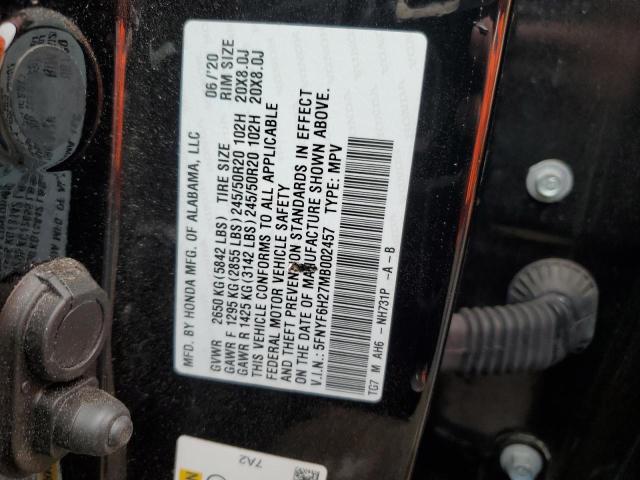 MFD. BY HONDA MFG. OF ALABAMA, LLC 06/'20
GVWR 2650 KG (5842 LBS) TIRE SIZE RIM SIZE
GAWR F 1295 KG (2855 LBS) 245/50R20 102H 20X8.0J
GAWR R 1425 KG (3142 LBS) 245/50R20 102H 20X8.0J
THIS VEHICLE CONFORMS TO ALL APPLICABLE
FEDERAL MOTOR VEHICLE SAFETY
AND THEFT PREVENTION STANDARDS IN EFFECT
ON THE DATE OF MANUFACTURE SHOWN ABOVE.
V.I.N.: 5FNYF6H27MB002457 TYPE: MPV
TG7 M AH6 -NH731P -A-B
7A2